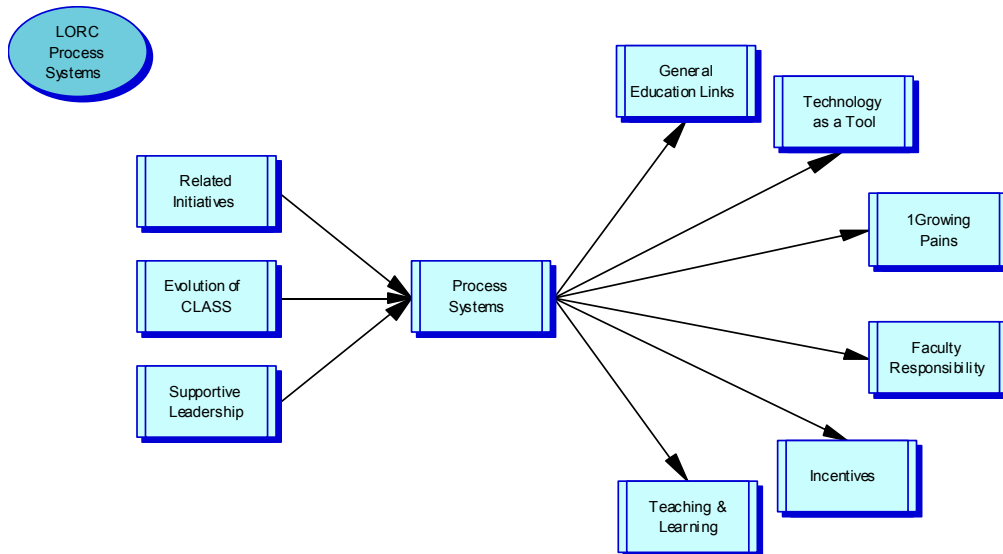 LORC
Process
Systems
General
Education Links
Technology
as a Tool
Related
Initiatives
1Growing
Pains
Evolution of
CLASS
Process
Systems
Faculty
Responsibility
Supportive
Leadership
Incentives
Teaching &
Learning